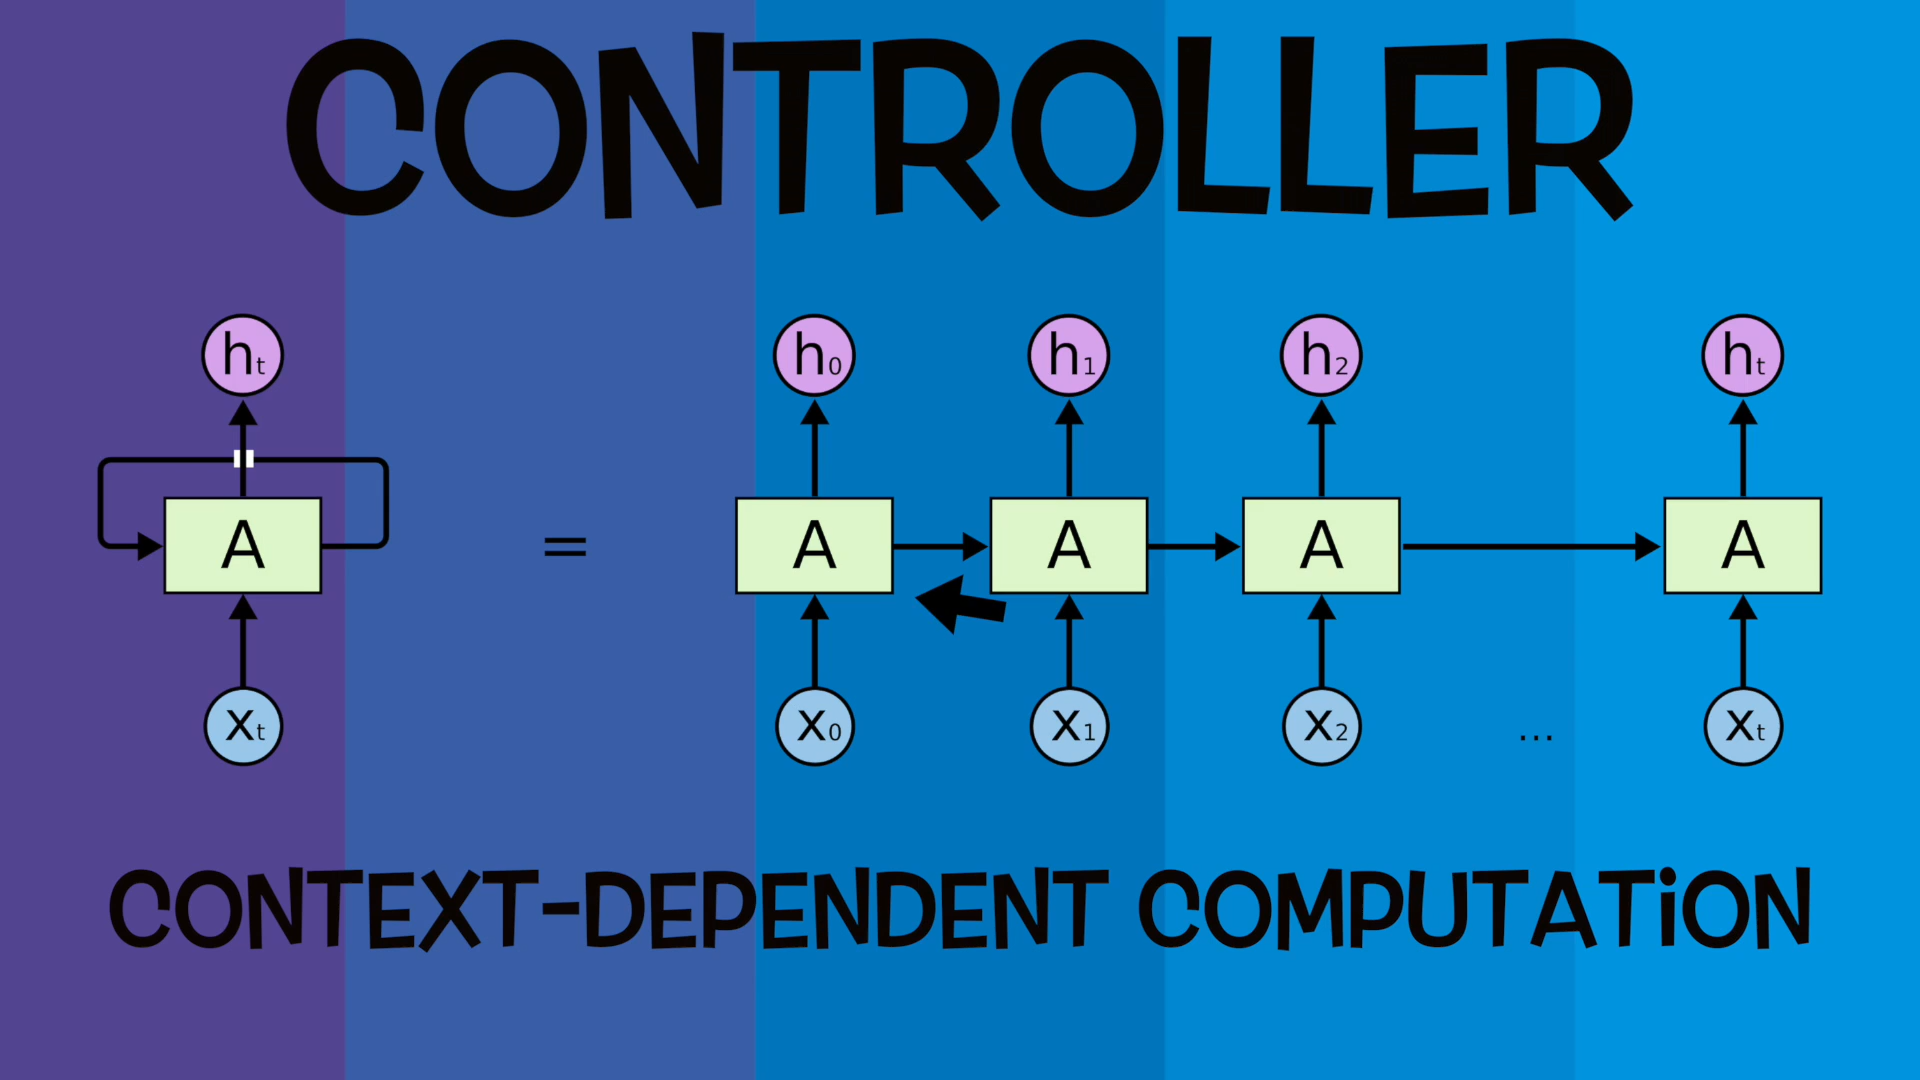 CONTROLLER
hₜ h₀ h₁ h₂ hₜ
A = A A A A
xₜ x₀ x₁ x₂ ... xₜ
CONTEXT-DEPENDENT COMPUTATION